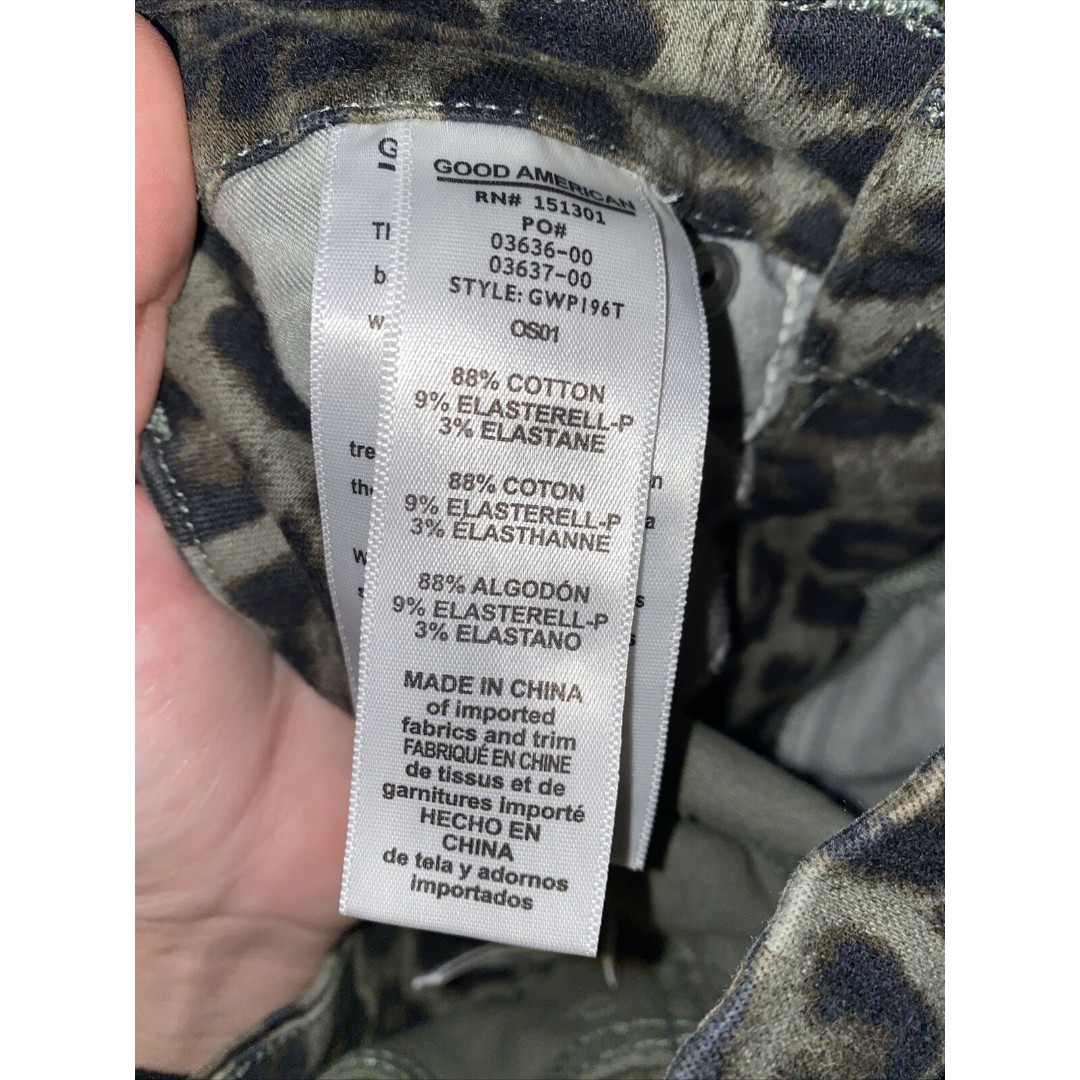 GOOD AMERICAN
RN# 151301
PO#
03636-00
03637-00
STYLE: GWP196T
OS01
88% COTTON
9% ELASTERELL-P
3% ELASTANE
88% COTON
9% ELASTERELL-P
3% ELASTHANNE
88% ALGODÓN
9% ELASTERELL-P
3% ELASTANO
MADE IN CHINA
of imported
fabrics and trim
FABRIQUÉ EN CHINE
de tissus et de
garnitures importé
HECHO EN
CHINA
de tela y adornos
importados